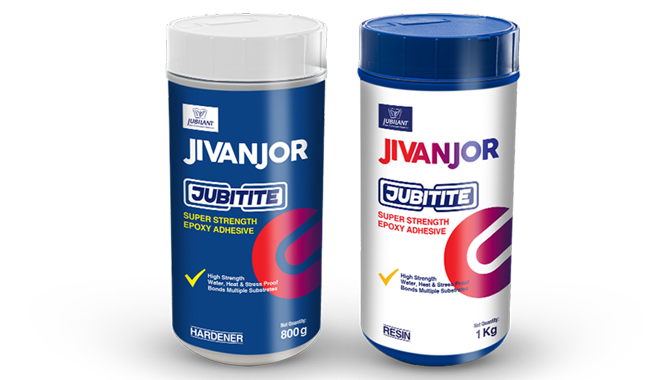 JUBILANT
JIVANJOR
JUBITITE
SUPER STRENGTH
EPOXY ADHESIVE
High Strength
Water, Heat & Stress Proof
Bonds Multiple Substrates
HARDENER
Net Quantity:
800 g
JUBILANT
JIVANJOR
JUBITITE
SUPER STRENGTH
EPOXY ADHESIVE
High Strength
Water, Heat & Stress Proof
Bonds Multiple Substrates
RESIN
Net Quantity:
1 Kg